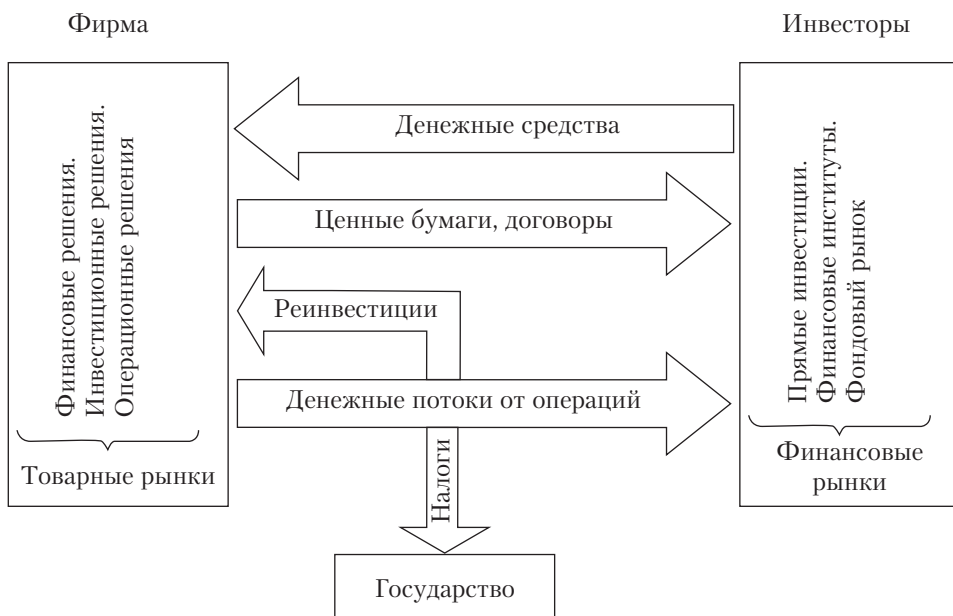 Фирма
Инвесторы
Финансовые решения.
Инвестиционные решения.
Операционные решения
Товарные рынки
Денежные средства
Ценные бумаги, договоры
Реинвестиции
Денежные потоки от операций
Налоги
Государство
Прямые инвестиции.
Финансовые институты.
Фондовый рынок
Финансовые
рынки